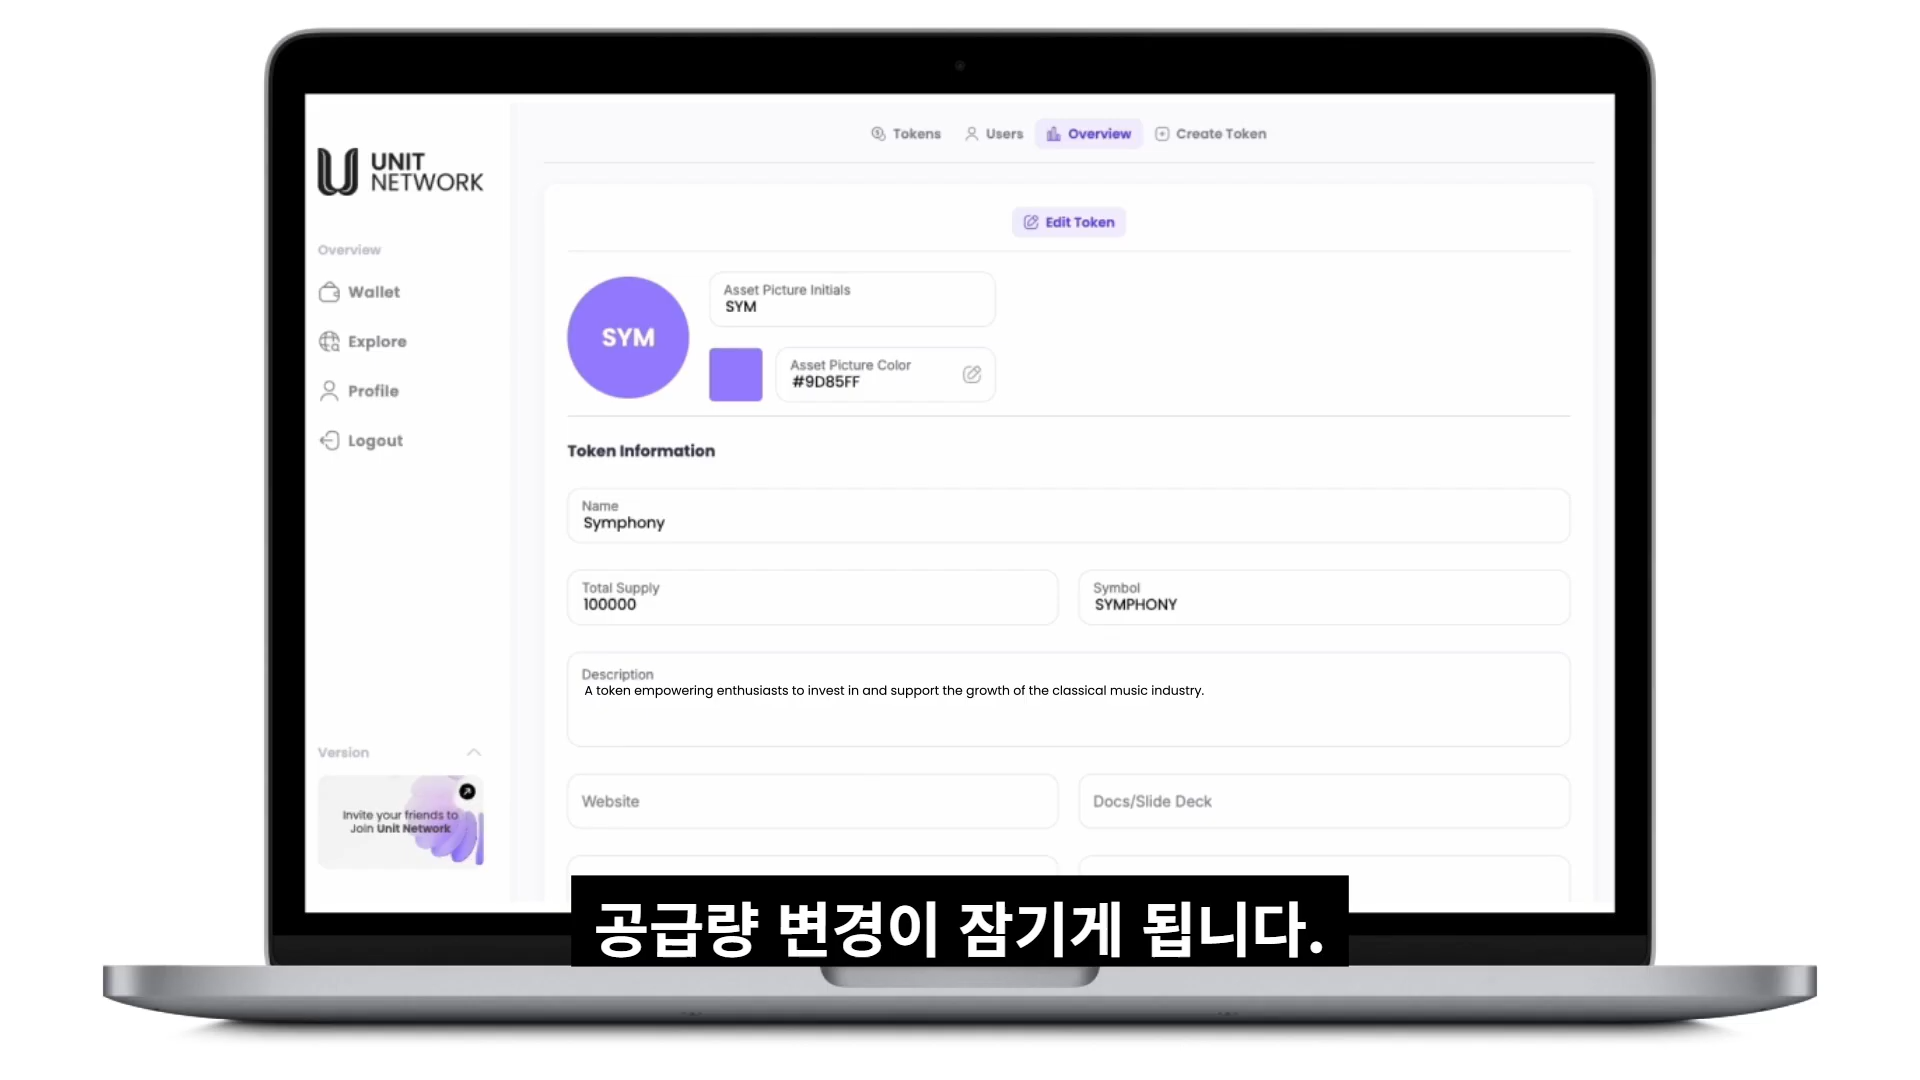 UNIT
NETWORK
Overview
Wallet
Explore
Profile
Logout
Version
Invite your friends to
Join Unit Network
Tokens
Users
Overview
Create Token
Edit Token
SYM
Asset Picture Initials
SYM
Asset Picture Color
#9D85FF
Token Information
Name
Symphony
Total Supply
100000
Symbol
SYMPHONY
Description
A token empowering enthusiasts to invest in and support the growth of the classical music industry.
Website
Docs/Slide Deck
공급량 변경이 잠기게 됩니다.